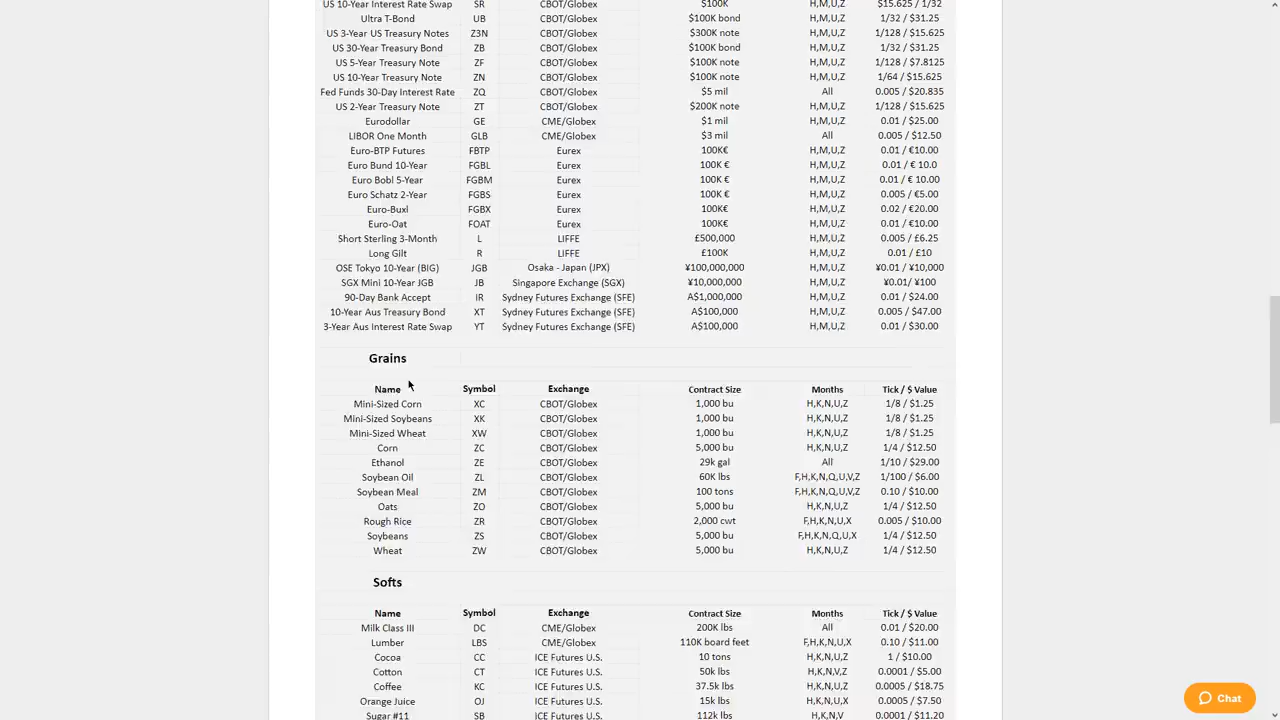 US 10-Year Interest Rate Swap SR CBOT/Globex $100K H,M,U,Z $15.625 / 1/32
Ultra T-Bond UB CBOT/Globex $100K bond H,M,U,Z 1/32 / $31.25
US 3-Year US Treasury Notes Z3N CBOT/Globex $300K note H,M,U,Z 1/128 / $15.625
US 30-Year Treasury Bond ZB CBOT/Globex $100K bond H,M,U,Z 1/32 / $31.25
US 5-Year Treasury Note ZF CBOT/Globex $100K note H,M,U,Z 1/128 / $7.8125
US 10-Year Treasury Note ZN CBOT/Globex $100K note H,M,U,Z 1/64 / $15.625
Fed Funds 30-Day Interest Rate ZQ CBOT/Globex $5 mil All 0.005 / $20.835
US 2-Year Treasury Note ZT CBOT/Globex $200K note H,M,U,Z 1/128 / $15.625
Eurodollar GE CME/Globex $1 mil H,M,U,Z 0.01 / $25.00
LIBOR One Month GLB CME/Globex $3 mil All 0.005 / $12.50
Euro-BTP Futures FBTP Eurex 100K€ H,M,U,Z 0.01 / €10.00
Euro Bund 10-Year FGBL Eurex 100K € H,M,U,Z 0.01 / € 10.0
Euro Bobl 5-Year FGBM Eurex 100K € H,M,U,Z 0.01 / € 10.00
Euro Schatz 2-Year FGBS Eurex 100K € H,M,U,Z 0.005 / €5.00
Euro-Buxl FGBX Eurex 100K€ H,M,U,Z 0.02 / €20.00
Euro-Oat FOAT Eurex 100K€ H,M,U,Z 0.01 / €10.00
Short Sterling 3-Month L LIFFE £500,000 H,M,U,Z 0.005 / £6.25
Long Gilt R LIFFE £100K H,M,U,Z 0.01 / £10
OSE Tokyo 10-Year (BIG) JGB Osaka - Japan (JPX) ¥100,000,000 H,M,U,Z ¥0.01 / ¥10,000
SGX Mini 10-Year JGB JB Singapore Exchange (SGX) ¥10,000,000 H,M,U,Z ¥0.01/ ¥100
90-Day Bank Accept IR Sydney Futures Exchange (SFE) A$1,000,000 H,M,U,Z 0.01 / $24.00
10-Year Aus Treasury Bond XT Sydney Futures Exchange (SFE) A$100,000 H,M,U,Z 0.005 / $47.00
3-Year Aus Interest Rate Swap YT Sydney Futures Exchange (SFE) A$100,000 H,M,U,Z 0.01 / $30.00
Grains
Name Symbol Exchange Contract Size Months Tick / $ Value
Mini-Sized Corn XC CBOT/Globex 1,000 bu H,K,N,U,Z 1/8 / $1.25
Mini-Sized Soybeans XK CBOT/Globex 1,000 bu H,K,N,U,Z 1/8 / $1.25
Mini-Sized Wheat XW CBOT/Globex 1,000 bu H,K,N,U,Z 1/8 / $1.25
Corn ZC CBOT/Globex 5,000 bu H,K,N,U,Z 1/4 / $12.50
Ethanol ZE CBOT/Globex 29k gal All 1/10 / $29.00
Soybean Oil ZL CBOT/Globex 60K lbs F,H,K,N,Q,U,V,Z 1/100 / $6.00
Soybean Meal ZM CBOT/Globex 100 tons F,H,K,N,Q,U,V,Z 0.10 / $10.00
Oats ZO CBOT/Globex 5,000 bu H,K,N,U,Z 1/4 / $12.50
Rough Rice ZR CBOT/Globex 2,000 cwt F,H,K,N,U,X 0.005 / $10.00
Soybeans ZS CBOT/Globex 5,000 bu F,H,K,N,Q,U,X 1/4 / $12.50
Wheat ZW CBOT/Globex 5,000 bu H,K,N,U,Z 1/4 / $12.50
Softs
Name Symbol Exchange Contract Size Months Tick / $ Value
Milk Class III DC CME/Globex 200K lbs All 0.01 / $20.00
Lumber LBS CME/Globex 110K board feet F,H,K,N,U,X 0.10 / $11.00
Cocoa CC ICE Futures U.S. 10 tons H,K,N,U,Z 1 / $10.00
Cotton CT ICE Futures U.S. 50k lbs H,K,N,V,Z 0.0001 / $5.00
Coffee KC ICE Futures U.S. 37.5k lbs H,K,N,U,Z 0.0005 / $18.75
Orange Juice OJ ICE Futures U.S. 15k lbs H,K,N,U,X 0.0005 / $7.50
Sugar #11 SB ICE Futures U.S. 112k lbs H,K,N,V 0.0001 / $11.20
Chat